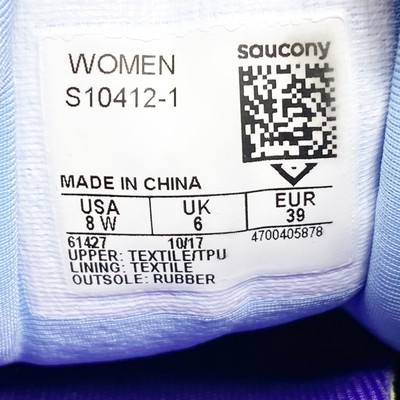 saucony
WOMEN
S10412-1
MADE IN CHINA
USA UK EUR
8 W 6 39
61427 10/17 4700405878
UPPER: TEXTILE/TPU
LINING: TEXTILE
OUTSOLE: RUBBER